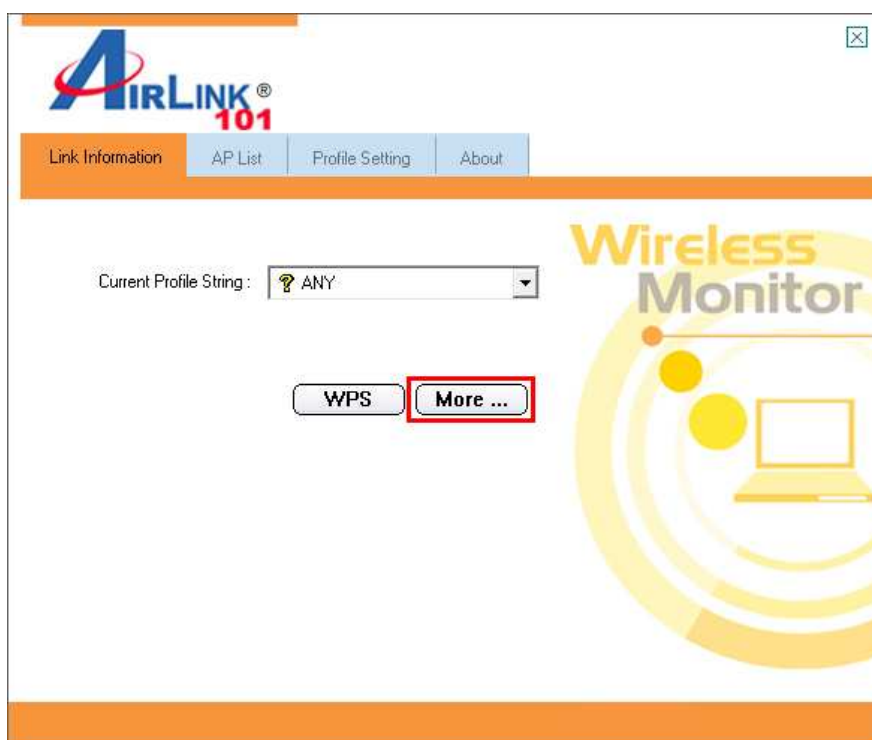 AIRLINK®
101
Link Information AP List Profile Setting About
Wireless
Monitor
Current Profile String : ? ANY
WPS More ...